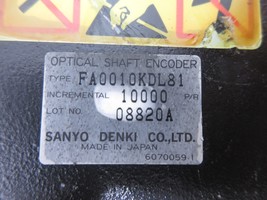 OPTICAL SHAFT ENCODER
TYPE FA0010KDL81
INCREMENTAL 10000 P/R
LOT NO 08820A
SANYO DENKI CO., LTD.
MADE IN JAPAN
6070059-1